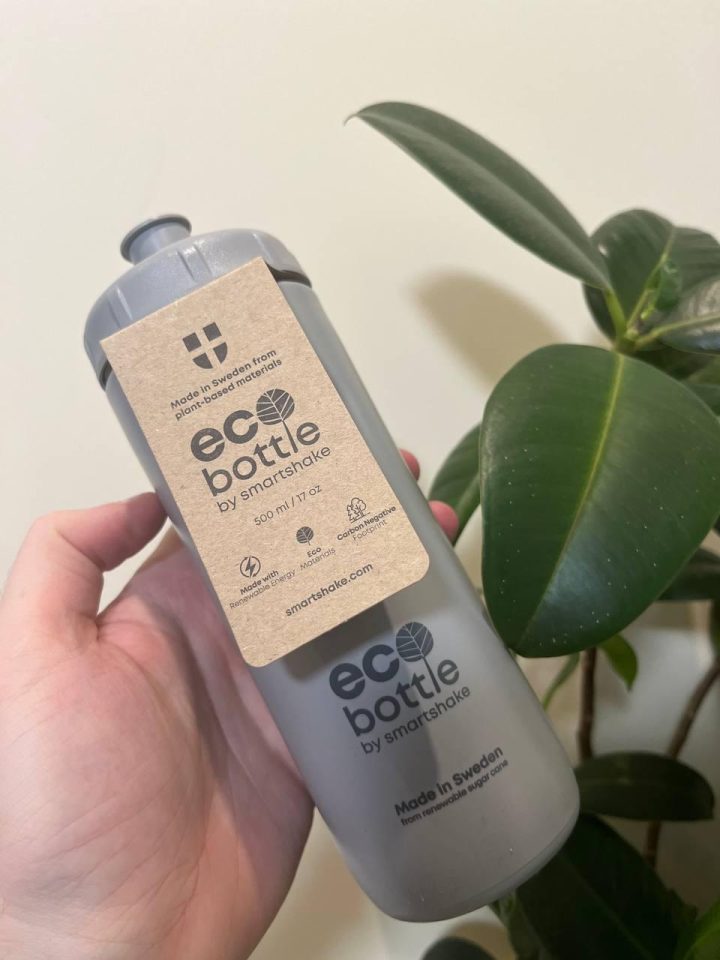 Made in Sweden from
plant-based materials
eco
bottle
by smartshake
500 ml / 17 oz
Made with
Renewable Energy
Eco
Materials
Carbon Negative
Footprint
smartshake.com
eco
bottle
by smartshake
Made in Sweden
from renewable sugar cane